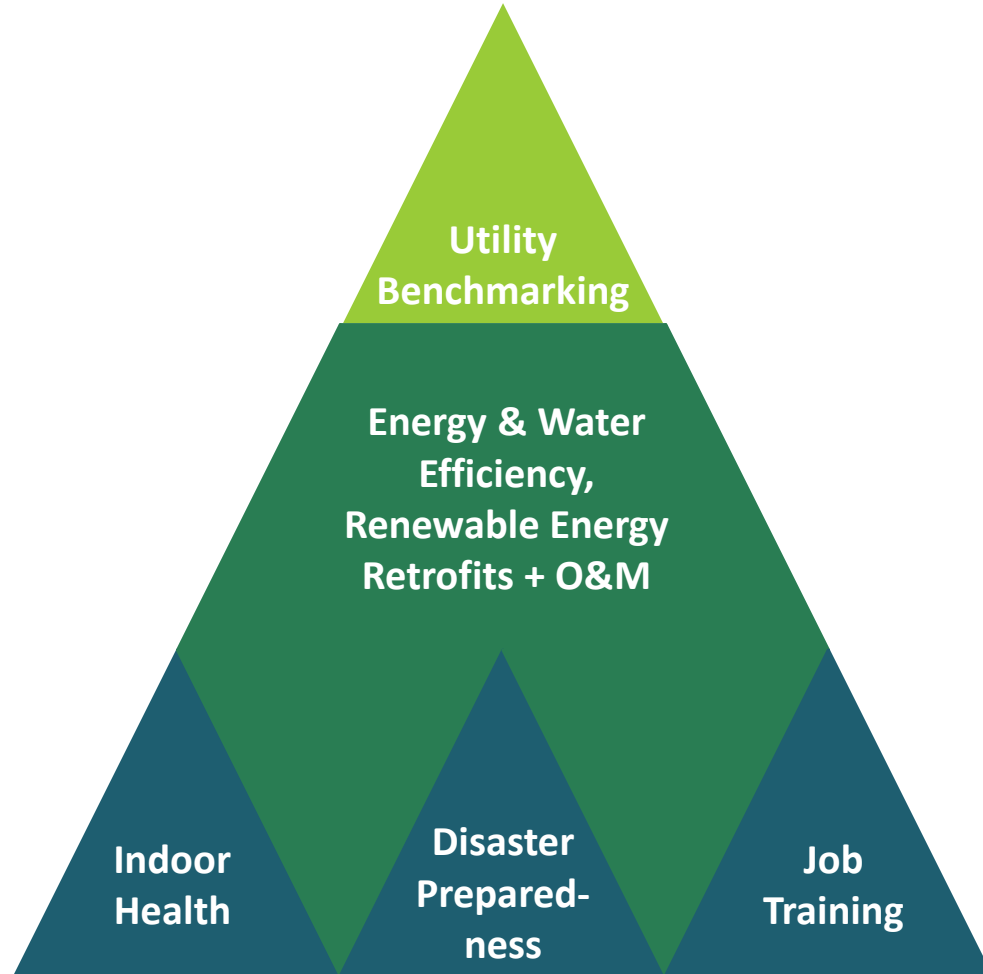 Utility
Benchmarking
Energy & Water
Efficiency,
Renewable Energy
Retrofits + O&M
Indoor
Health
Disaster
Prepared-
ness
Job
Training